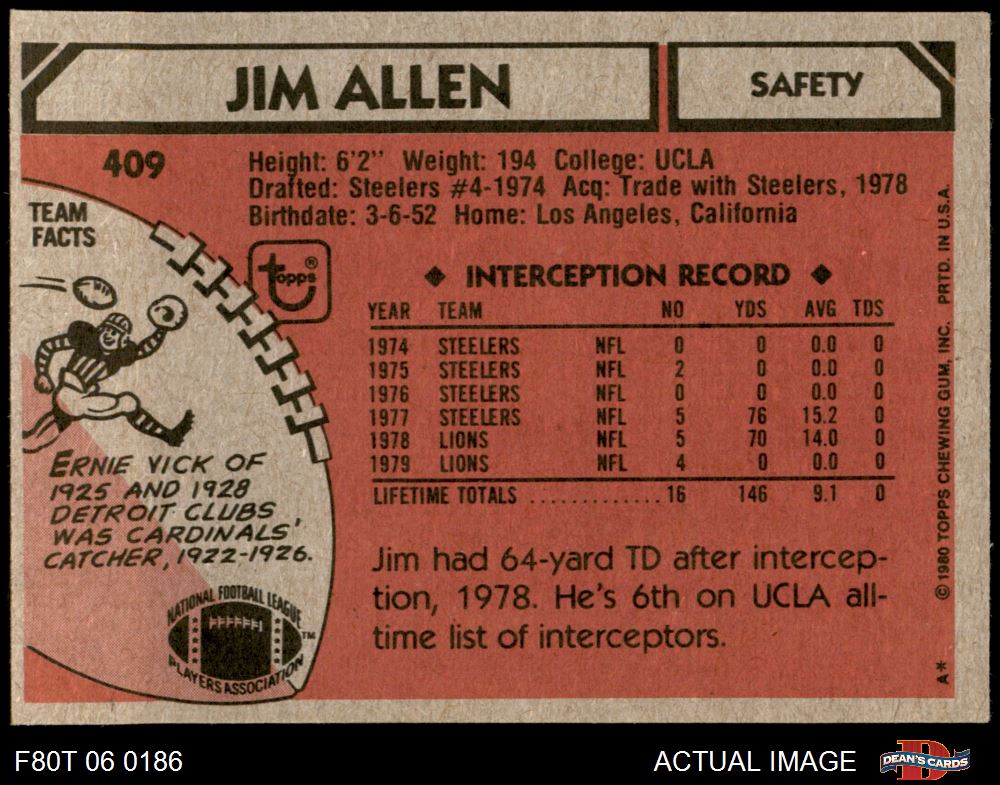 JIM ALLEN
SAFETY
409
Height: 6'2" Weight: 194 College: UCLA
Drafted: Steelers #4-1974 Acq: Trade with Steelers, 1978
Birthdate: 3-6-52 Home: Los Angeles, California
TEAM
FACTS
topps®
ERNIE VICK OF
1925 AND 1928
DETROIT CLUBS,
WAS CARDINALS'
CATCHER, 1922-1926.
NATIONAL FOOTBALL LEAGUE
PLAYERS ASSOCIATION
TM
◆ INTERCEPTION RECORD ◆
YEAR TEAM NO YDS AVG TDS
1974 STEELERS NFL 0 0 0.0 0
1975 STEELERS NFL 2 0 0.0 0
1976 STEELERS NFL 0 0 0.0 0
1977 STEELERS NFL 5 76 15.2 0
1978 LIONS NFL 5 70 14.0 0
1979 LIONS NFL 4 0 0.0 0
LIFETIME TOTALS .............. 16 146 9.1 0
Jim had 64-yard TD after intercep-
tion, 1978. He's 6th on UCLA all-
time list of interceptors.
A* © 1980 TOPPS CHEWING GUM, INC. PRTD. IN U.S.A.
F80T 06 0186
ACTUAL IMAGE
D
DEAN'S CARDS